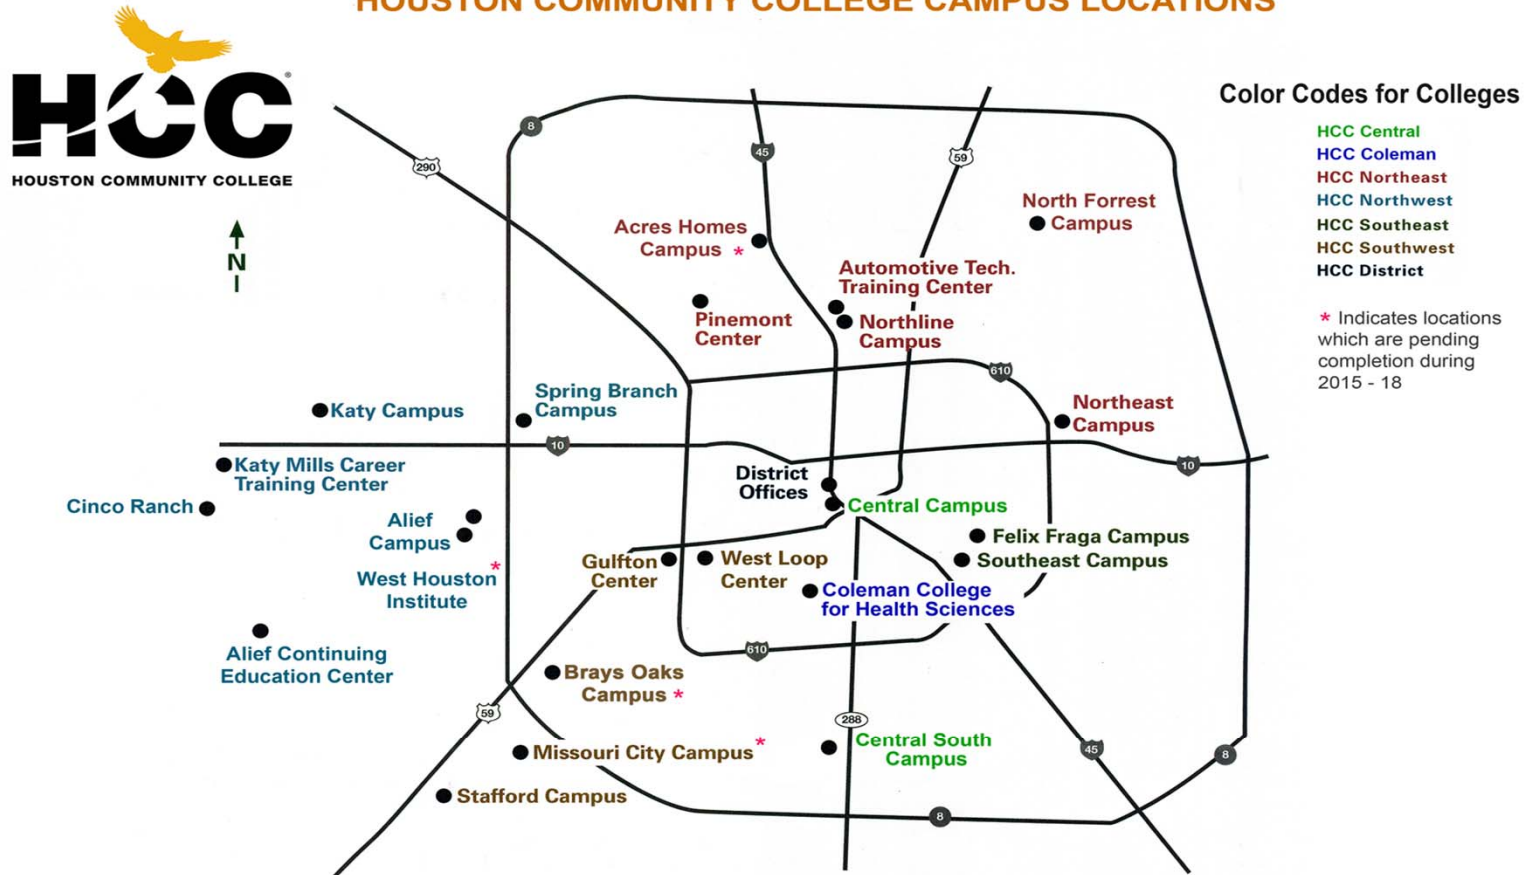 HOUSTON COMMUNITY COLLEGE CAMPUS LOCATIONS
HCC
®
HOUSTON COMMUNITY COLLEGE
N
Color Codes for Colleges
HCC Central
HCC Coleman
HCC Northeast
HCC Northwest
HCC Southeast
HCC Southwest
HCC District
* Indicates locations
which are pending
completion during
2015 - 18
8
290
45
59
North Forrest
Campus
Acres Homes
Campus *
Automotive Tech.
Training Center
Pinemont
Center
Northline
Campus
610
Spring Branch
Campus
Katy Campus
Northeast
Campus
10
10
Katy Mills Career
Training Center
District
Offices
Cinco Ranch
Central Campus
Alief
Campus
Felix Fraga Campus
Southeast Campus
Gulfton
Center
West Loop
Center
*
West Houston
Institute
Coleman College
for Health Sciences
Alief Continuing
Education Center
610
Brays Oaks
Campus *
59
288
Missouri City Campus *
Central South
Campus
45
8
Stafford Campus
8